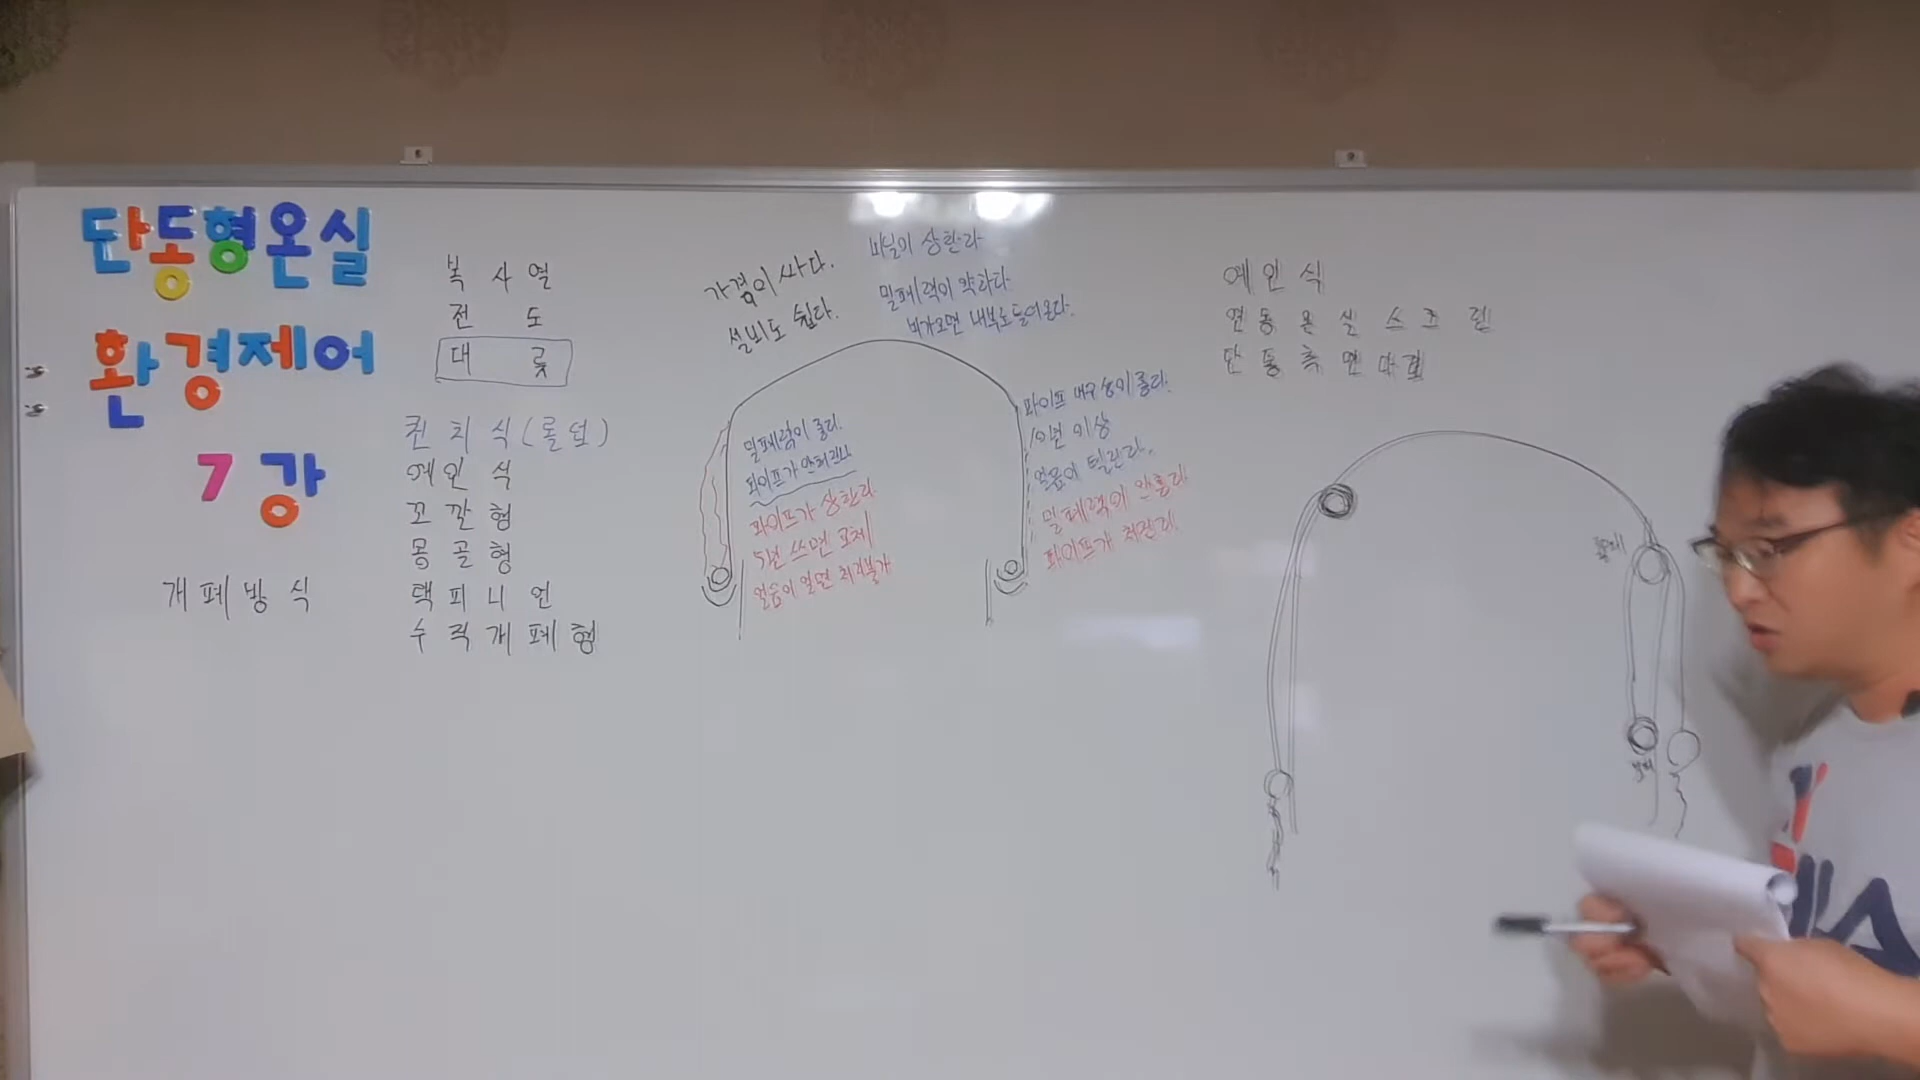 단동형온실
환경제어
7강
개폐방식
복사열
전도
대류
권치식(롤업)
예인식
꼬깔형
몽골형
랙피니언
수직개폐형
가격이 싸다.
설비도 쉽다.
비닐이 상한다
밀폐력이 약하다
비가오면 내부로 들어온다.
밀폐력이 좋다.
파이프가 안쳐진다
파이프가 상한다
5년 쓰면 교체
얼음이 얼면 처리불가
파이프 내구성이 좋다.
10년 이상
얼음이 털린다.
밀폐력이 안좋다
파이프가 처진다.
예인식
연동온실스크린
단동측면